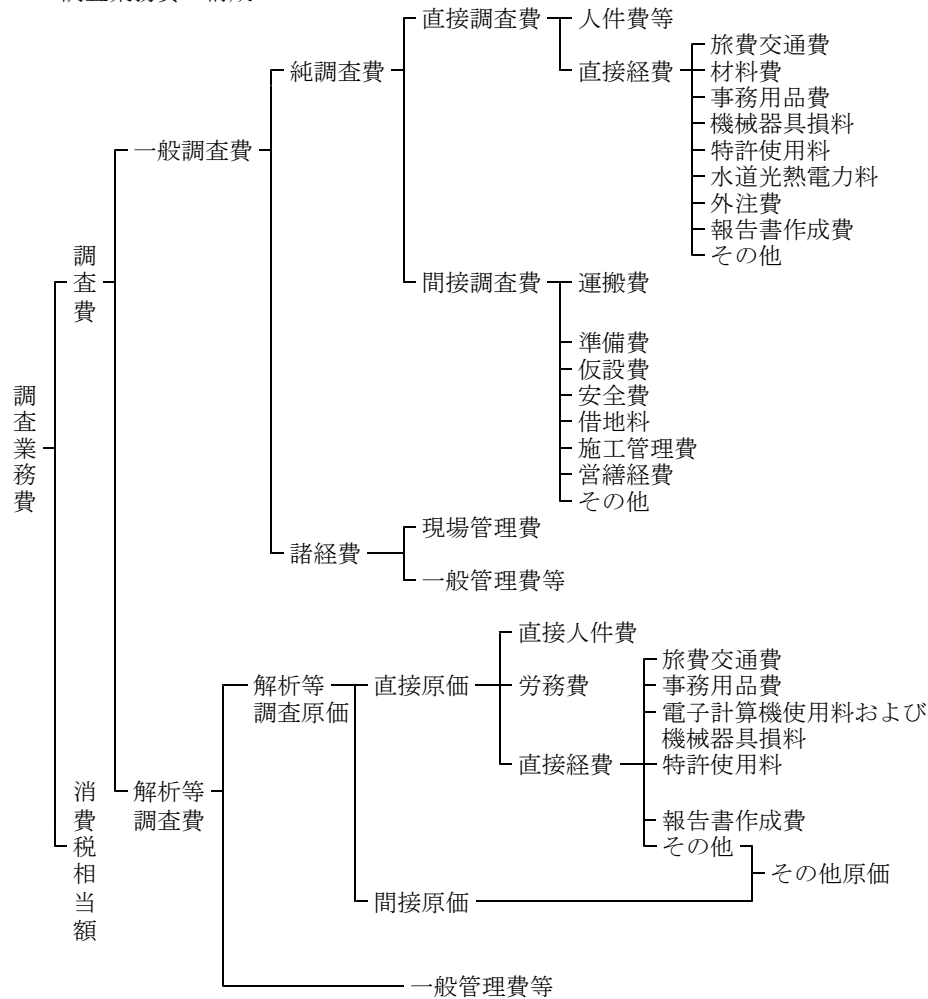 直接調査費
人件費等
直接経費
旅費交通費
材料費
事務用品費
機械器具損料
特許使用料
水道光熱電力料
外注費
報告書作成費
その他
純調査費
一般調査費
調査費
間接調査費
運搬費
準備費
仮設費
安全費
借地料
施工管理費
営繕経費
その他
調査業務費
諸経費
現場管理費
一般管理費等
解析等
調査原価
直接原価
直接人件費
労務費
直接経費
旅費交通費
事務用品費
電子計算機使用料および
機械器具損料
特許使用料
報告書作成費
その他
その他原価
解析等
調査費
消費税相当額
間接原価
一般管理費等